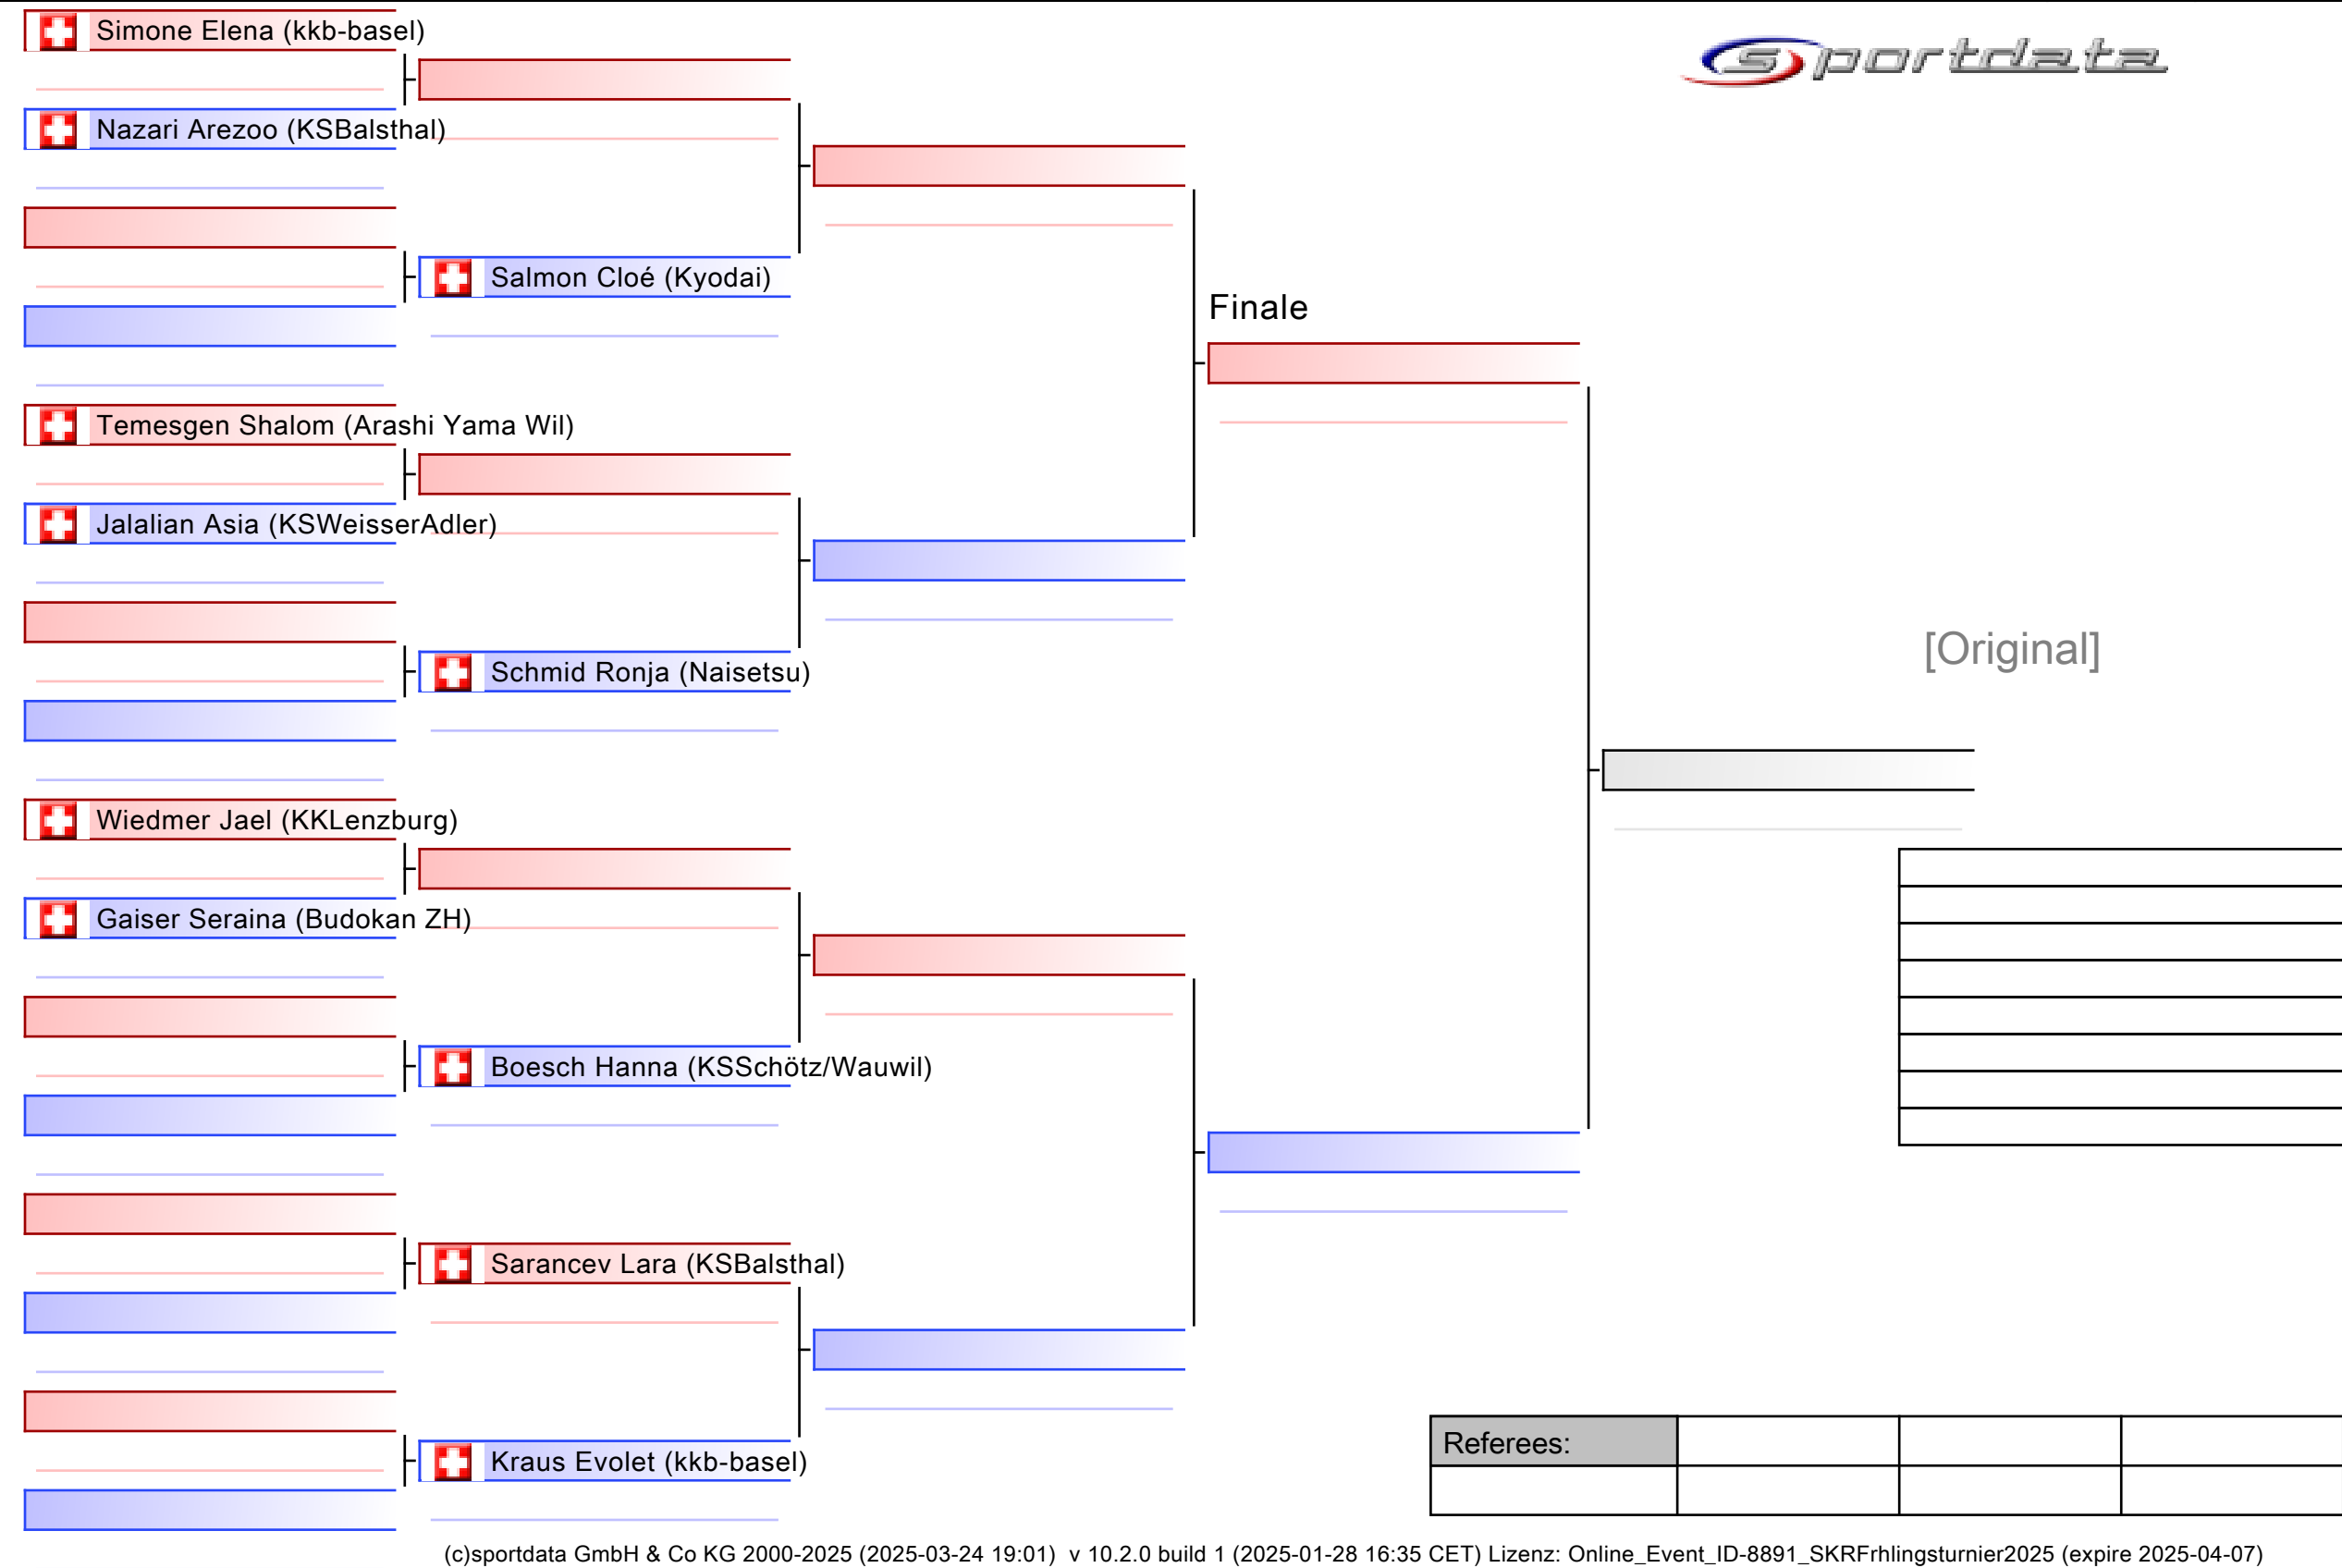 Simone Elena (kkb-basel)
sportdata
Nazari Arezoo (KSBalsthal)
Salmon Cloé (Kyodai)
Finale
Temesgen Shalom (Arashi Yama Wil)
Jalalian Asia (KSWeisserAdler)
[Original]
Schmid Ronja (Naisetsu)
Wiedmer Jael (KKLenzburg)
Gaiser Seraina (Budokan ZH)
Boesch Hanna (KSSchötz/Wauwil)
Sarancev Lara (KSBalsthal)
Referees:
Kraus Evolet (kkb-basel)
(c)sportdata GmbH & Co KG 2000-2025 (2025-03-24 19:01) v 10.2.0 build 1 (2025-01-28 16:35 CET) Lizenz: Online_Event_ID-8891_SKRFrhlingsturnier2025 (expire 2025-04-07)